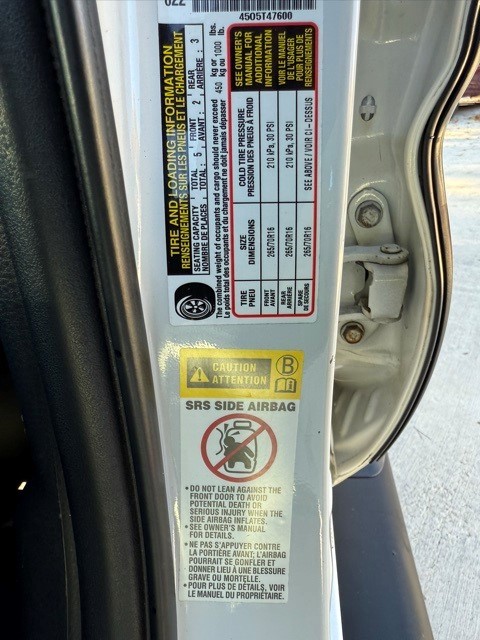 622
4505T47600
TIRE AND LOADING INFORMATION
RENSEIGNEMENTS SUR LES PNEUS ET LE CHARGEMENT
SEATING CAPACITY TOTAL: 5 FRONT 2 REAR 3
NOMBRE DE PLACES TOTAL: AVANT: ARRIÈRE:
The combined weight of occupants and cargo should never exceed 450 kg or 1000 lbs.
Le poids total des occupants et du chargement ne doit jamais dépasser 450 kg ou 1000 lb.
TIRE PNEU
SIZE DIMENSIONS
COLD TIRE PRESSURE PRESSION DES PNEUS À FROID
FRONT AVANT 265/70R16 210 kPa, 30 PSI
REAR ARRIÈRE 265/70R16 210 kPa, 30 PSI
SPARE DE SECOURS 265/70R16 SEE ABOVE / VOIR CI-DESSUS
SEE OWNER'S
MANUAL FOR
ADDITIONAL
INFORMATION
VOIR LE MANUEL
DE L'USAGER
POUR PLUS DE
RENSEIGNEMENTS
CAUTION
ATTENTION
B
SRS SIDE AIRBAG
• DO NOT LEAN AGAINST THE
FRONT DOOR TO AVOID
POTENTIAL DEATH OR
SERIOUS INJURY WHEN THE
SIDE AIRBAG INFLATES.
• SEE OWNER'S MANUAL
FOR DETAILS.
• NE PAS S'APPUYER CONTRE
LA PORTIÈRE AVANT; L'AIRBAG
POURRAIT SE GONFLER ET
DONNER LIEU À UNE BLESSURE
GRAVE OU MORTELLE.
• POUR PLUS DE DÉTAILS, VOIR
LE MANUEL DU PROPRIÉTAIRE.